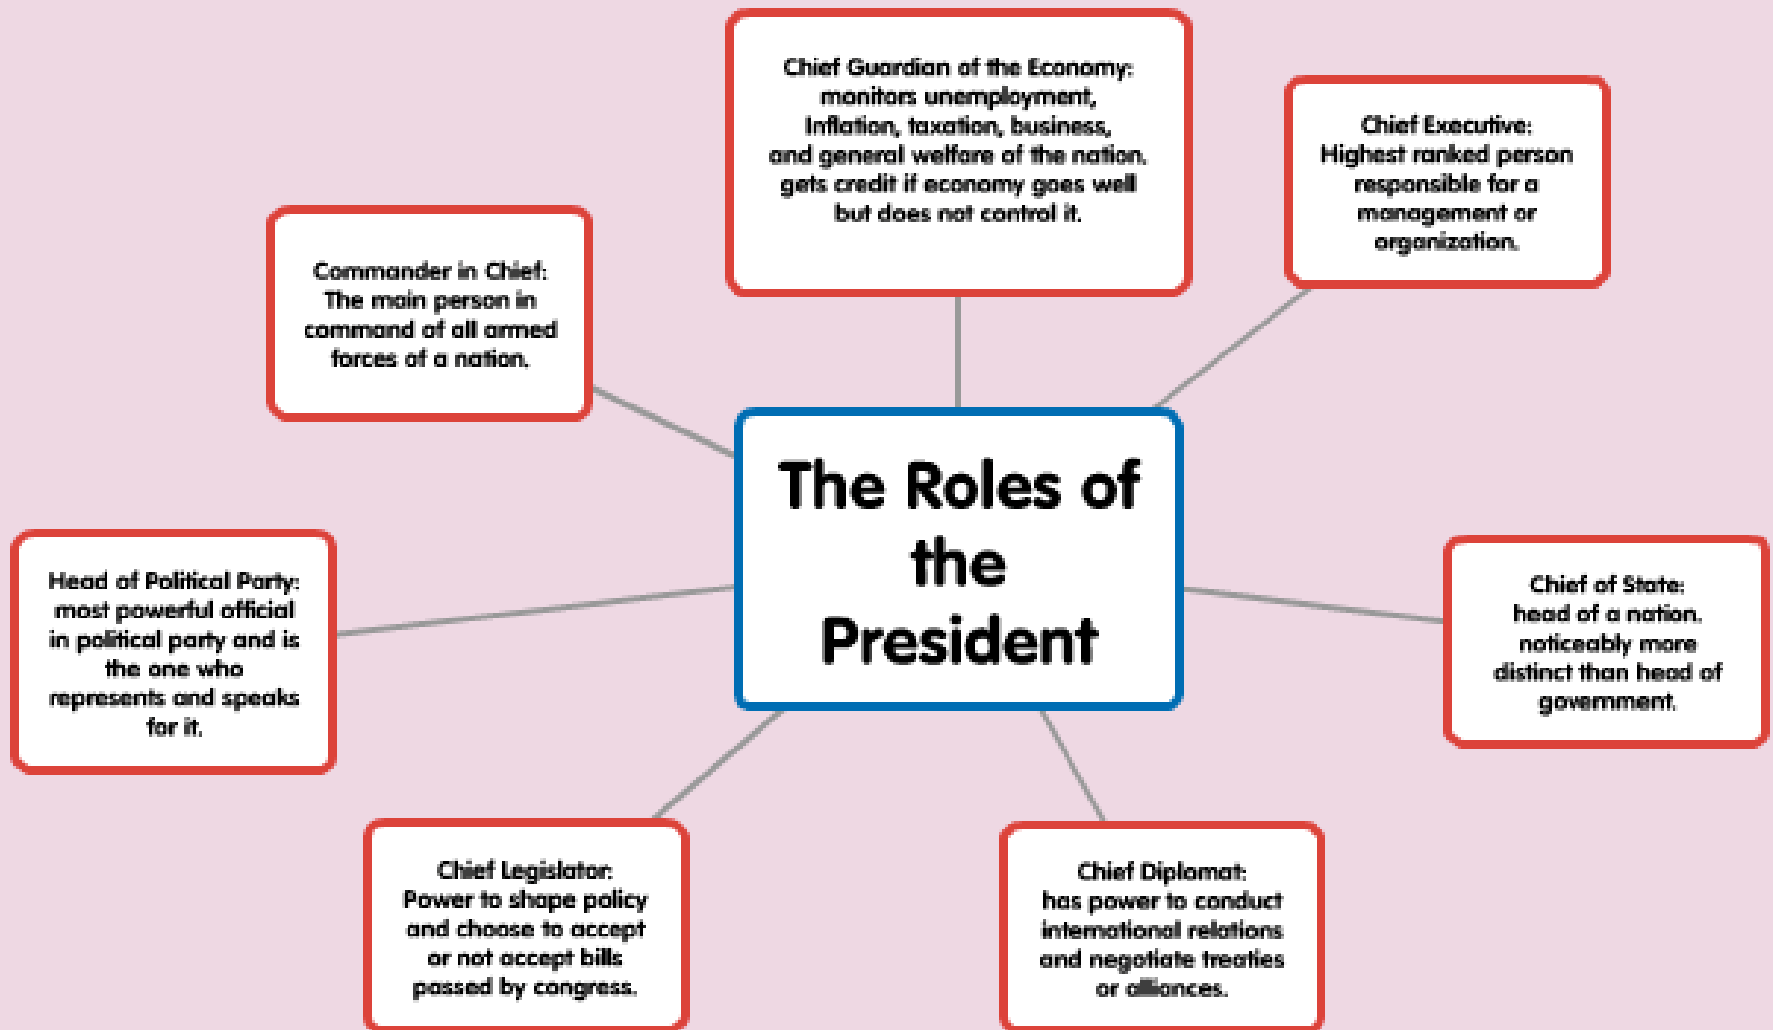 Chief Guardian of the Economy:
monitors unemployment,
Inflation, taxation, business,
and general welfare of the nation.
gets credit if economy goes well
but does not control it.
Chief Executive:
Highest ranked person
responsible for a
management or
organization.
Commander in Chief:
The main person in
command of all armed
forces of a nation.
The Roles of
the
President
Head of Political Party:
most powerful official
in political party and is
the one who
represents and speaks
for it.
Chief of State:
head of a nation.
noticeably more
distinct than head of
government.
Chief Legislator:
Power to shape policy
and choose to accept
or not accept bills
passed by congress.
Chief Diplomat:
has power to conduct
international relations
and negotiate treaties
or alliances.